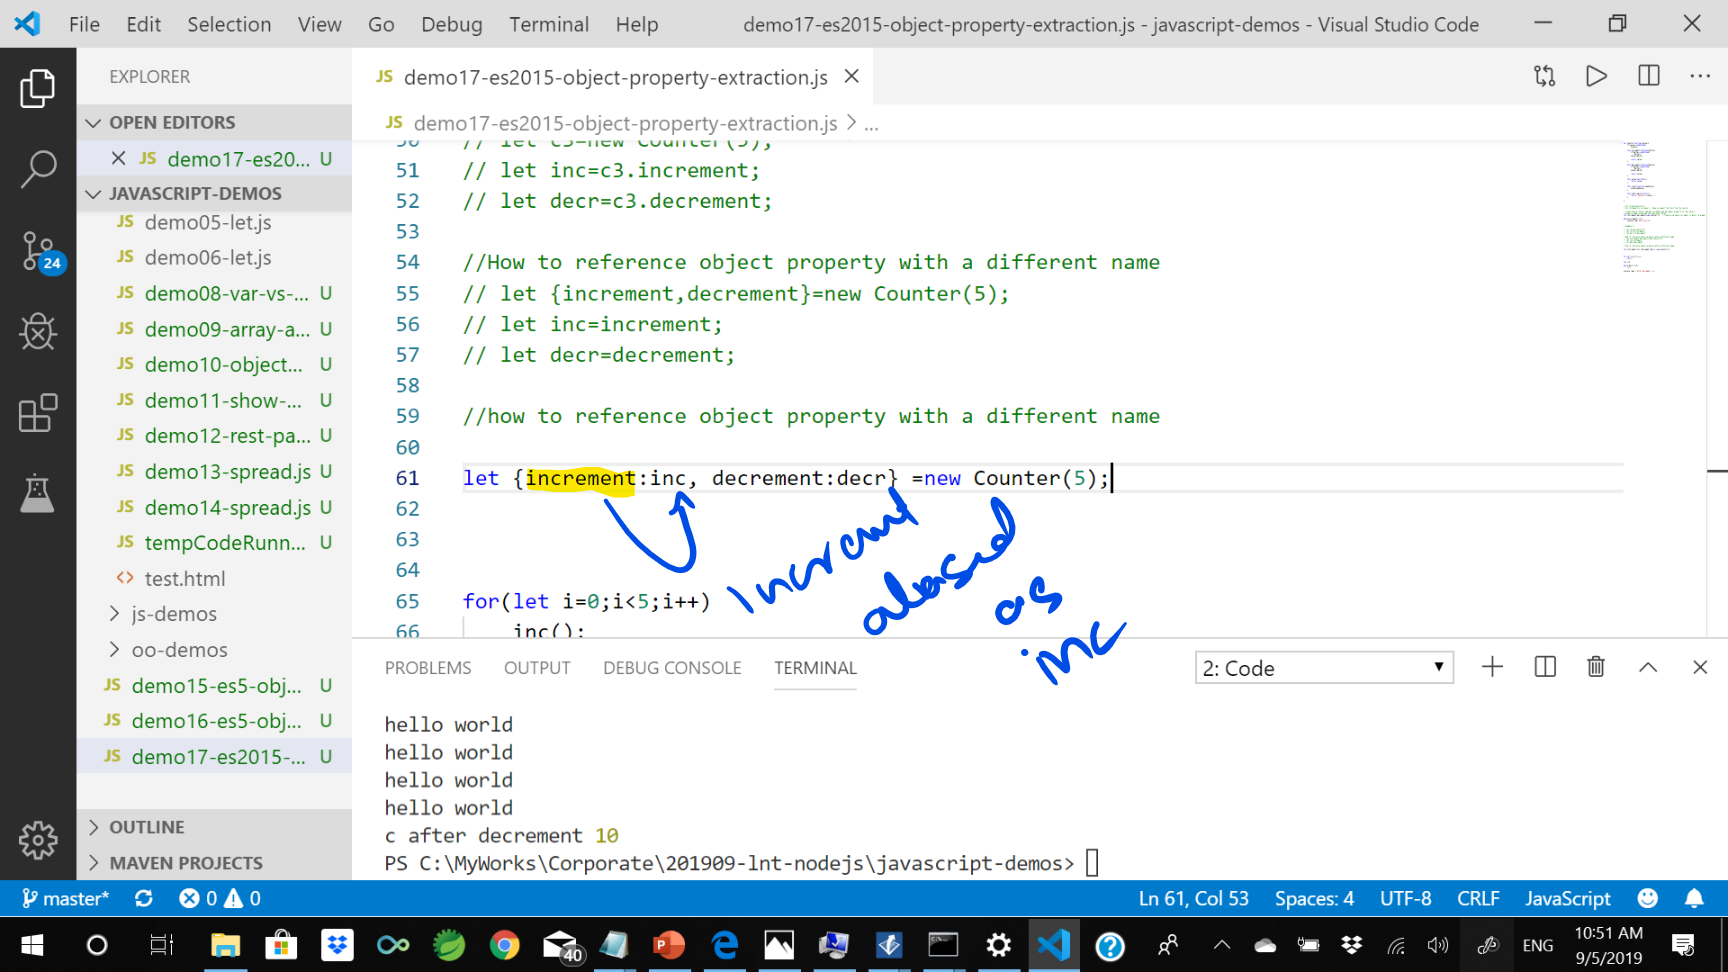 File Edit Selection View Go Debug Terminal Help
demo17-es2015-object-property-extraction.js - javascript-demos - Visual Studio Code
EXPLORER
OPEN EDITORS
JS demo17-es20... U
JAVASCRIPT-DEMOS
JS demo05-let.js
JS demo06-let.js
JS demo08-var-vs-... U
JS demo09-array-a... U
JS demo10-object... U
JS demo11-show-... U
JS demo12-rest-pa... U
JS demo13-spread.js U
JS demo14-spread.js U
JS tempCodeRunn... U
<> test.html
js-demos
oo-demos
JS demo15-es5-obj... U
JS demo16-es5-obj... U
JS demo17-es2015-... U
OUTLINE
MAVEN PROJECTS
24
JS demo17-es2015-object-property-extraction.js
JS demo17-es2015-object-property-extraction.js > ...
50 // let c3=new Counter(5);
51 // let inc=c3.increment;
52 // let decr=c3.decrement;
53
54 //How to reference object property with a different name
55 // let {increment,decrement}=new Counter(5);
56 // let inc=increment;
57 // let decr=decrement;
58
59 //how to reference object property with a different name
60
61 let {increment:inc, decrement:decr} =new Counter(5);
62
63
64
65 for(let i=0;i<5;i++)
66 inc();
as
inc
PROBLEMS OUTPUT DEBUG CONSOLE TERMINAL
2: Code
hello world
hello world
hello world
hello world
c after decrement 10
PS C:\MyWorks\Corporate\201909-lnt-nodejs\javascript-demos>
master* 0 0
Ln 61, Col 53 Spaces: 4 UTF-8 CRLF JavaScript
40
ENG
10:51 AM
9/5/2019